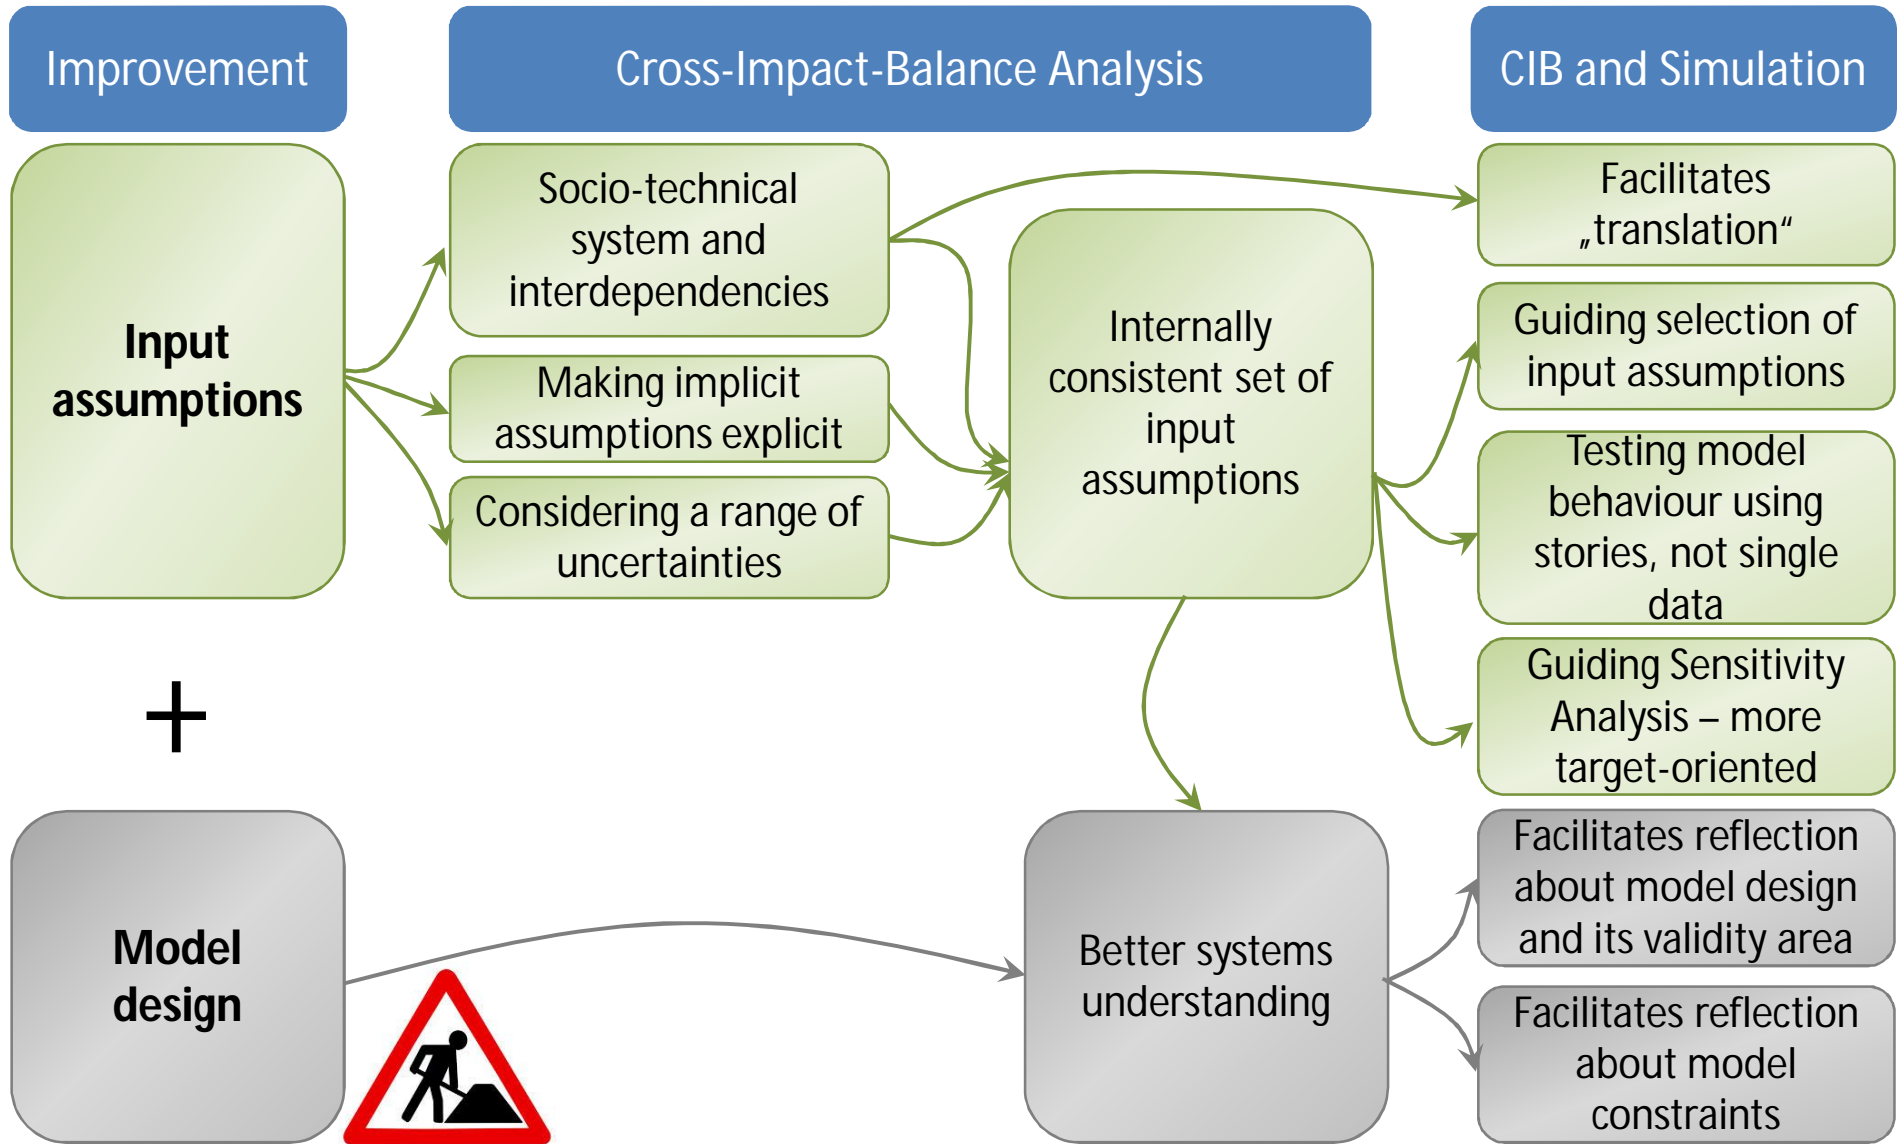 Improvement
Cross-Impact-Balance Analysis
CIB and Simulation
Input
assumptions
Socio-technical
system and
interdependencies
Making implicit
assumptions explicit
Considering a range of
uncertainties
Internally
consistent set of
input
assumptions
Facilitates
„translation“
Guiding selection of
input assumptions
Testing model
behaviour using
stories, not single
data
Guiding Sensitivity
Analysis – more
target-oriented
+
Model
design
Better systems
understanding
Facilitates reflection
about model design
and its validity area
Facilitates reflection
about model
constraints